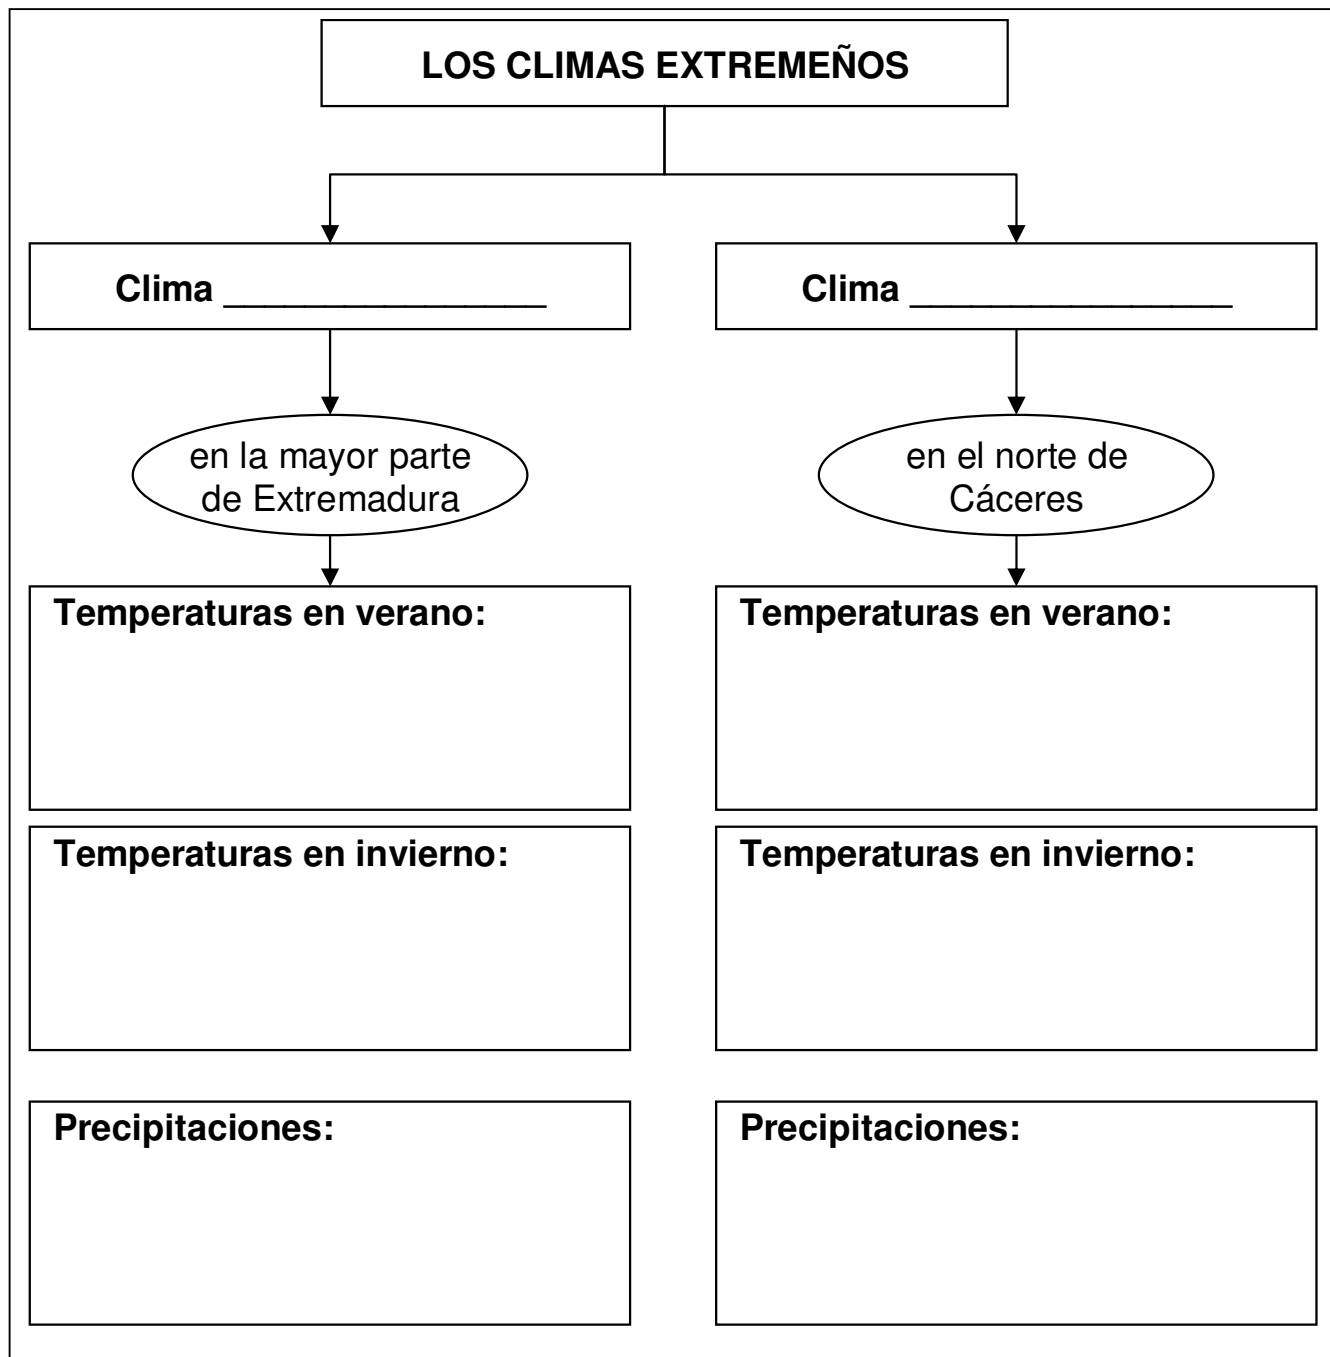 LOS CLIMAS EXTREMEÑOS
Clima ________________
Clima ________________
en la mayor parte
de Extremadura
en el norte de
Cáceres
Temperaturas en verano:
Temperaturas en verano:
Temperaturas en invierno:
Temperaturas en invierno:
Precipitaciones:
Precipitaciones: